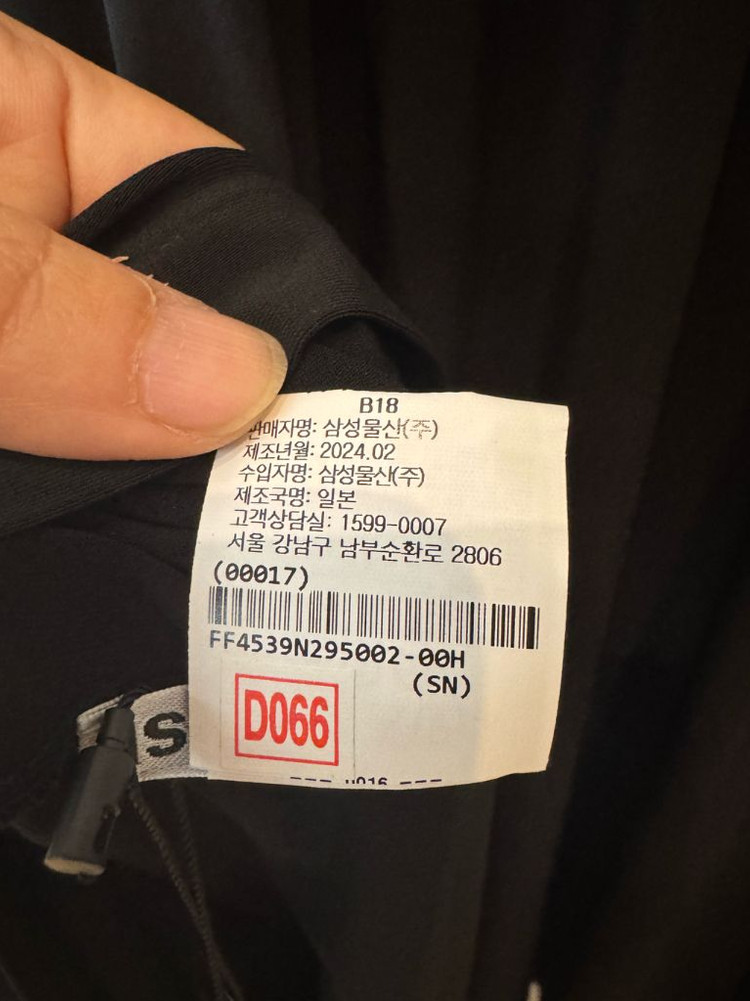 B18
판매자명: 삼성물산(주)
제조년월: 2024.02
수입자명: 삼성물산(주)
제조국명: 일본
고객상담실: 1599-0007
서울 강남구 남부순환로 2806
(00017)
FF4539N295002-00H
(SN)
D066
S